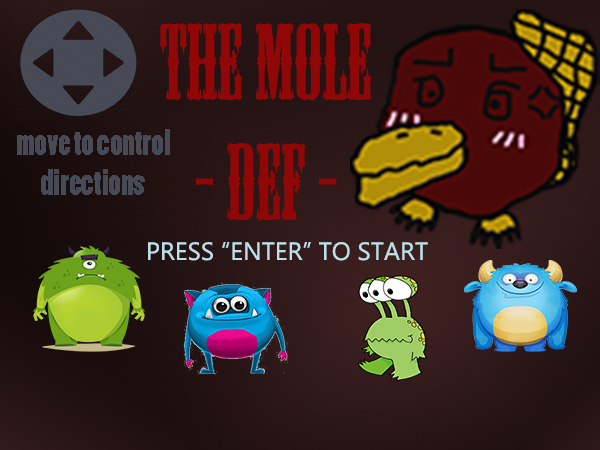 THE MOLE
- DEF -
move to control
directions
PRESS “ENTER” TO START